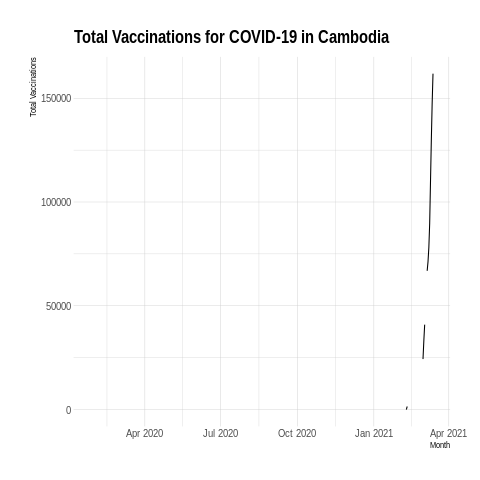 Total Vaccinations for COVID-19 in Cambodia
Total Vaccinations
150000
100000
50000
0
Apr 2020
Jul 2020
Oct 2020
Jan 2021
Apr 2021
Month